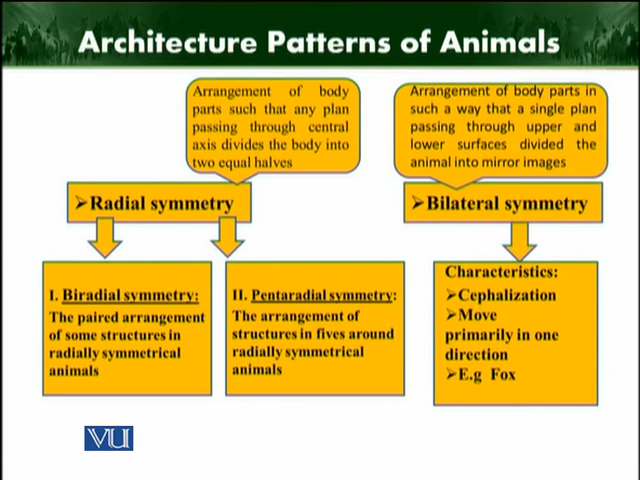 Architecture Patterns of Animals
Arrangement of body
parts such that any plan
passing through central
axis divides the body into
two equal halves
Arrangement of body parts in
such a way that a single plan
passing through upper and
lower surfaces divided the
animal into mirror images
➢Radial symmetry
➢Bilateral symmetry
I. Biradial symmetry:
The paired arrangement
of some structures in
radially symmetrical
animals
II. Pentaradial symmetry:
The arrangement of
structures in fives around
radially symmetrical
animals
Characteristics:
➢Cephalization
➢Move
primarily in one
direction
➢E.g Fox
VU